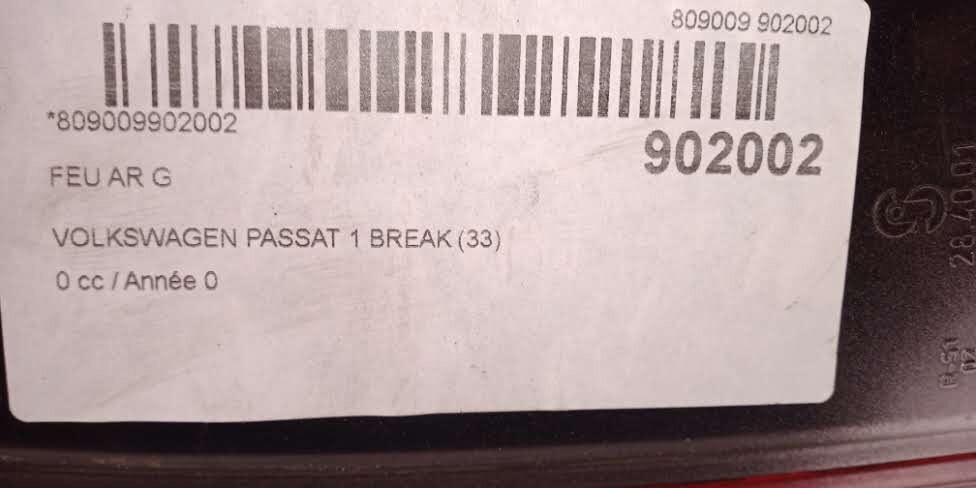 809009 902002
*809009902002
902002
FEU AR G
VOLKSWAGEN PASSAT 1 BREAK (33)
0 cc / Année 0